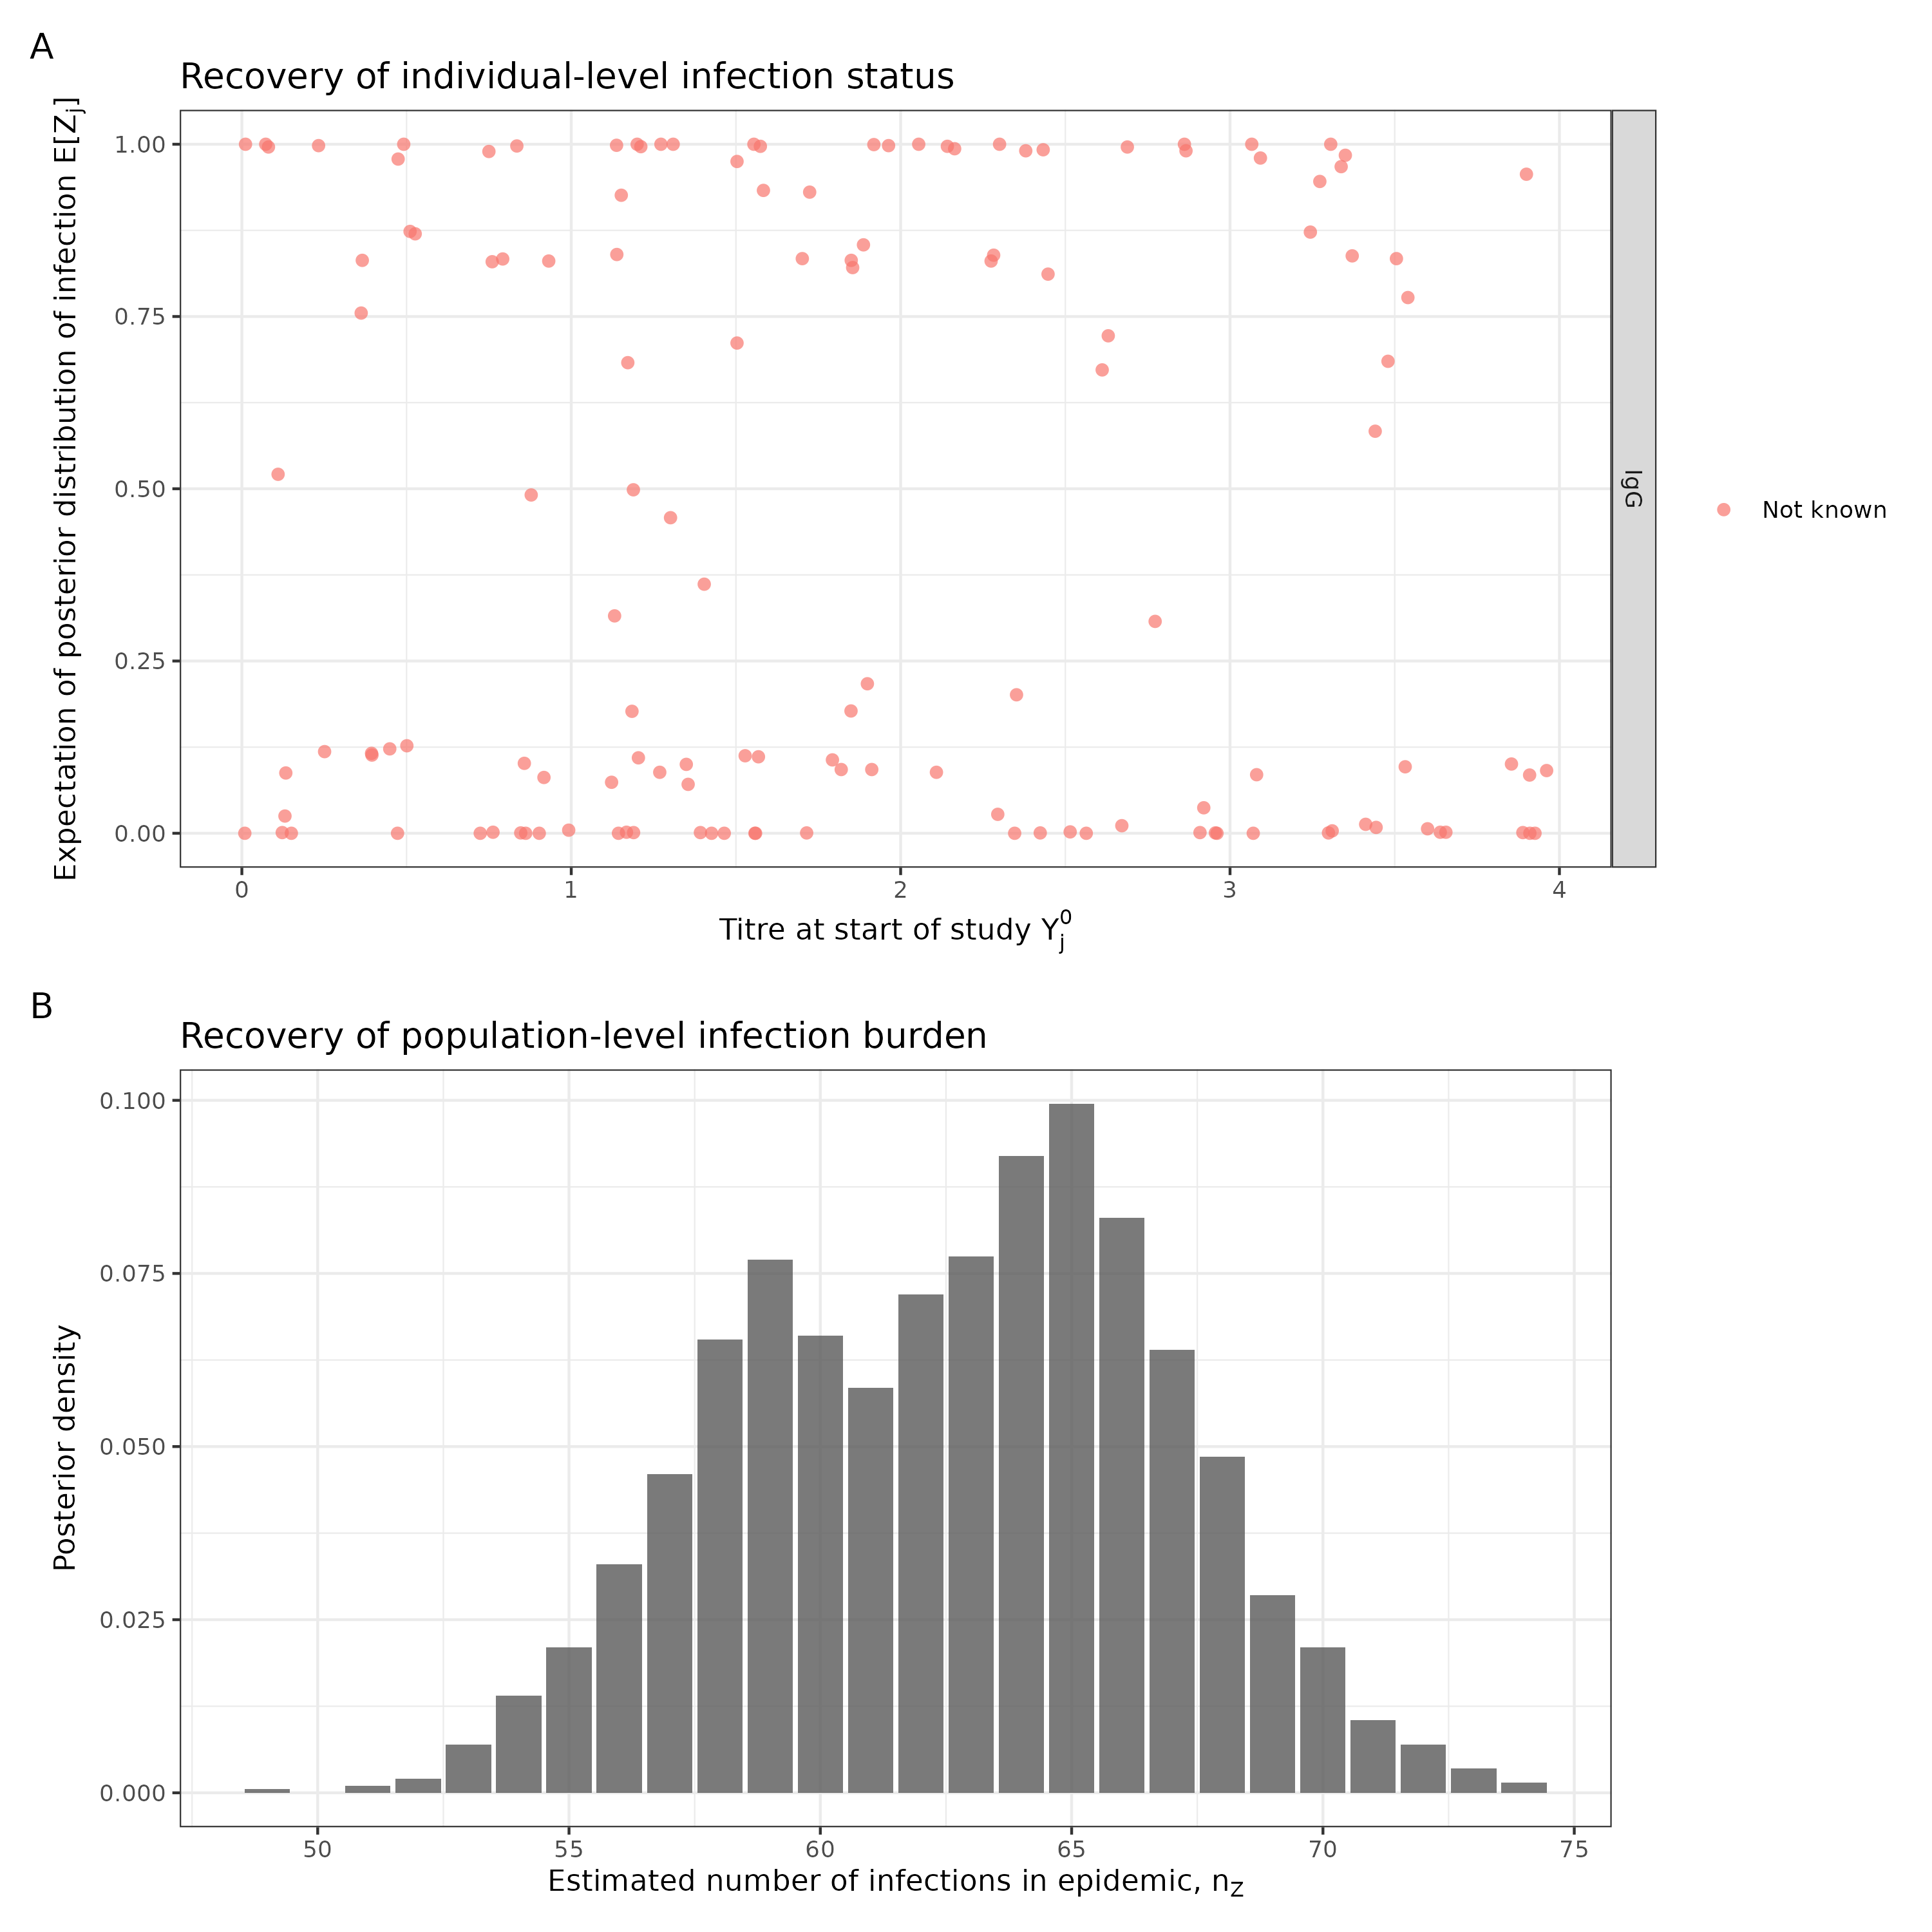 A
Recovery of individual-level infection status
Expectation of posterior distribution of infection E[Zj]
1.00
0.75
0.50
0.25
0.00
0 1 2 3 4
Titre at start of study Yj0
IgG
Not known
B
Recovery of population-level infection burden
Posterior density
0.100
0.075
0.050
0.025
0.000
50 55 60 65 70 75
Estimated number of infections in epidemic, nZ